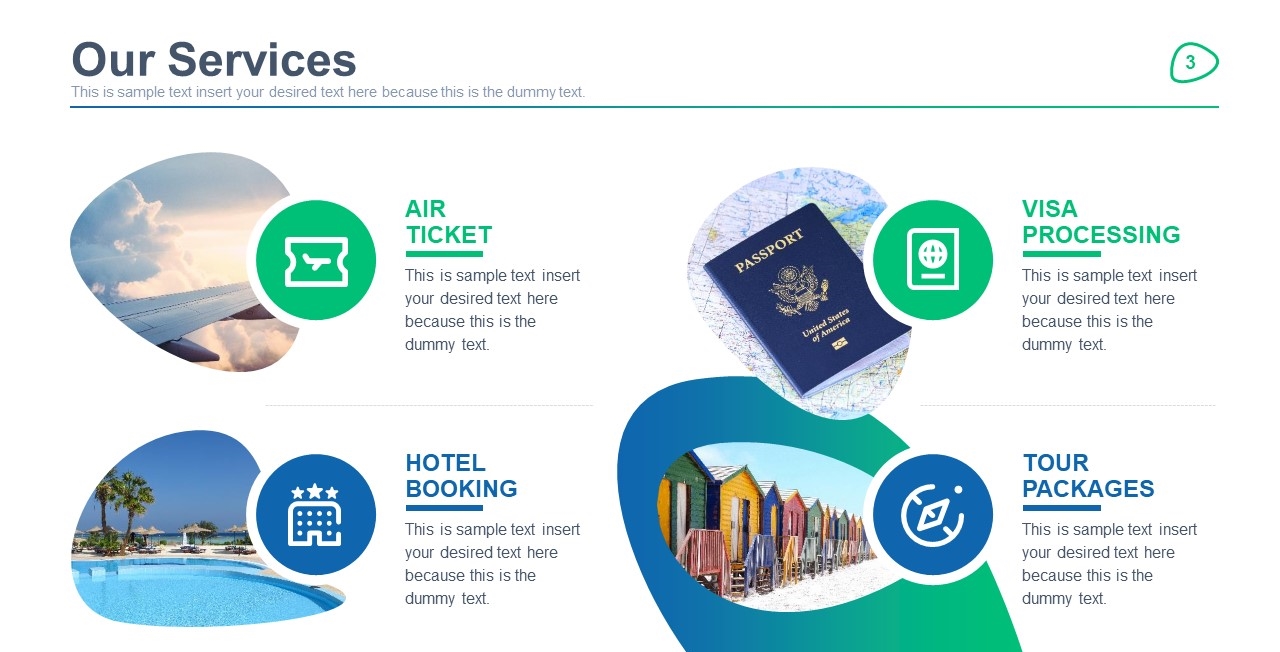 Our Services
This is sample text insert your desired text here because this is the dummy text.
3
AIR
TICKET
This is sample text insert
your desired text here
because this is the
dummy text.
PASSPORT
United States
of America
VISA
PROCESSING
This is sample text insert
your desired text here
because this is the
dummy text.
HOTEL
BOOKING
This is sample text insert
your desired text here
because this is the
dummy text.
TOUR
PACKAGES
This is sample text insert
your desired text here
because this is the
dummy text.